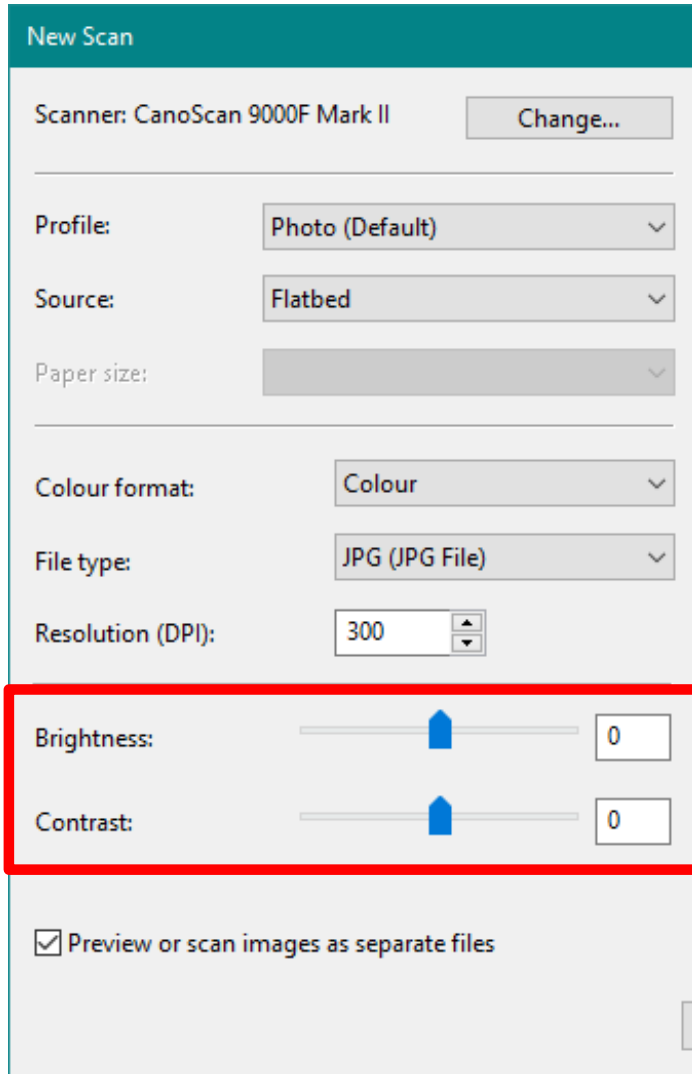 New Scan
Scanner: CanoScan 9000F Mark II Change...
Profile: Photo (Default)
Source: Flatbed
Paper size:
Colour format: Colour
File type: JPG (JPG File)
Resolution (DPI): 300
Brightness: 0
Contrast: 0
Preview or scan images as separate files